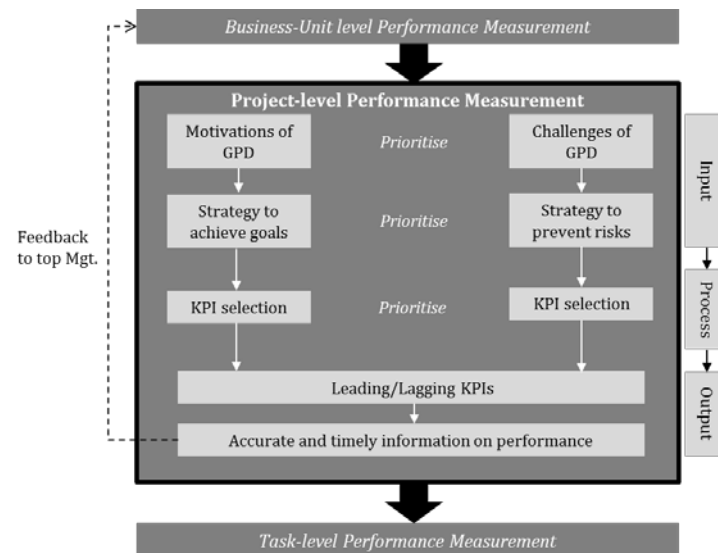 Business-Unit level Performance Measurement
Project-level Performance Measurement
Motivations of
GPD
Prioritise
Challenges of
GPD
Input
Strategy to
achieve goals
Prioritise
Strategy to
prevent risks
Feedback
to top Mgt.
KPI selection
Prioritise
KPI selection
Process
Leading/Lagging KPIs
Output
Accurate and timely information on performance
Task-level Performance Measurement